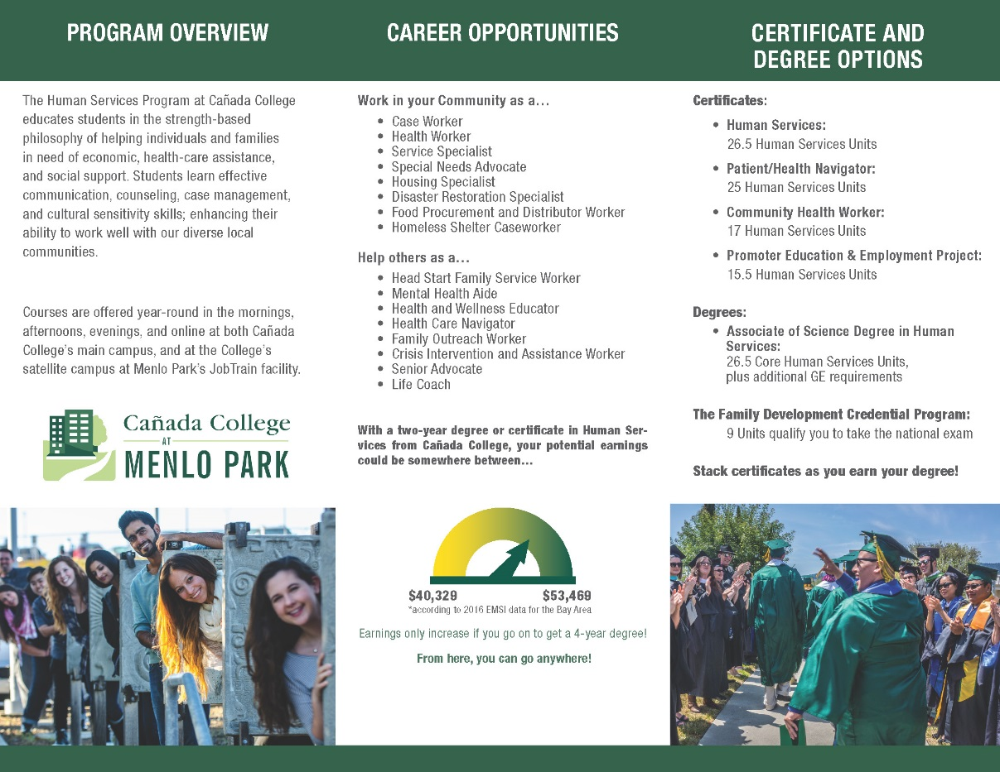 PROGRAM OVERVIEW
The Human Services Program at Cañada College
educates students in the strength-based
philosophy of helping individuals and families
in need of economic, health-care assistance,
and social support. Students learn effective
communication, counseling, case management,
and cultural sensitivity skills; enhancing their
ability to work well with our diverse local
communities.
Courses are offered year-round in the mornings,
afternoons, evenings, and online at both Cañada
College's main campus, and at the College's
satellite campus at Menlo Park's JobTrain facility.
Cañada College
AT
MENLO PARK
CAREER OPPORTUNITIES
Work in your Community as a…
• Case Worker
• Health Worker
• Service Specialist
• Special Needs Advocate
• Housing Specialist
• Disaster Restoration Specialist
• Food Procurement and Distributor Worker
• Homeless Shelter Caseworker
Help others as a…
• Head Start Family Service Worker
• Mental Health Aide
• Health and Wellness Educator
• Health Care Navigator
• Family Outreach Worker
• Crisis Intervention and Assistance Worker
• Senior Advocate
• Life Coach
With a two-year degree or certificate in Human Ser-
vices from Cañada College, your potential earnings
could be somewhere between…
$40,329 $53,469
*according to 2016 EMSI data for the Bay Area
Earnings only increase if you go on to get a 4-year degree!
From here, you can go anywhere!
CERTIFICATE AND
DEGREE OPTIONS
Certificates:
• Human Services:
26.5 Human Services Units
• Patient/Health Navigator:
25 Human Services Units
• Community Health Worker:
17 Human Services Units
• Promoter Education & Employment Project:
15.5 Human Services Units
Degrees:
• Associate of Science Degree in Human
Services:
26.5 Core Human Services Units,
plus additional GE requirements
The Family Development Credential Program:
9 Units qualify you to take the national exam
Stack certificates as you earn your degree!